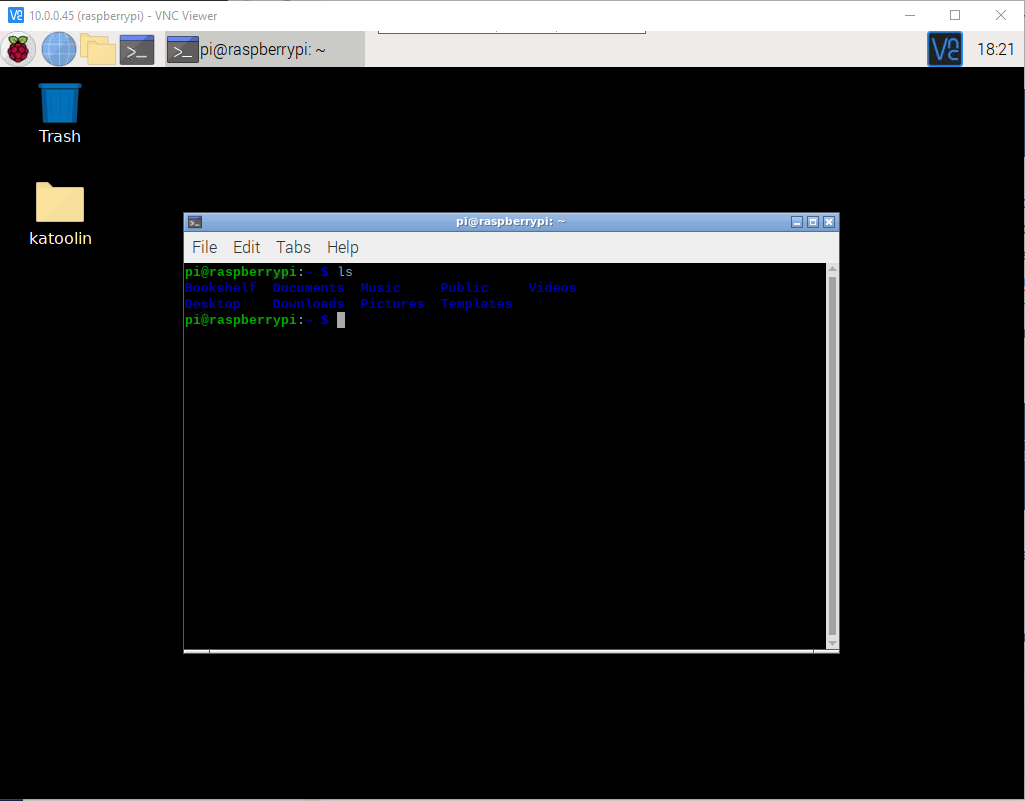 10.0.0.45 (raspberrypi) - VNC Viewer
pi@raspberrypi: ~
18:21
Trash
katoolin
pi@raspberrypi: ~
File Edit Tabs Help
pi@raspberrypi:~ $ ls
Bookshelf Documents Music Public Videos
Desktop Downloads Pictures Templates
pi@raspberrypi:~ $